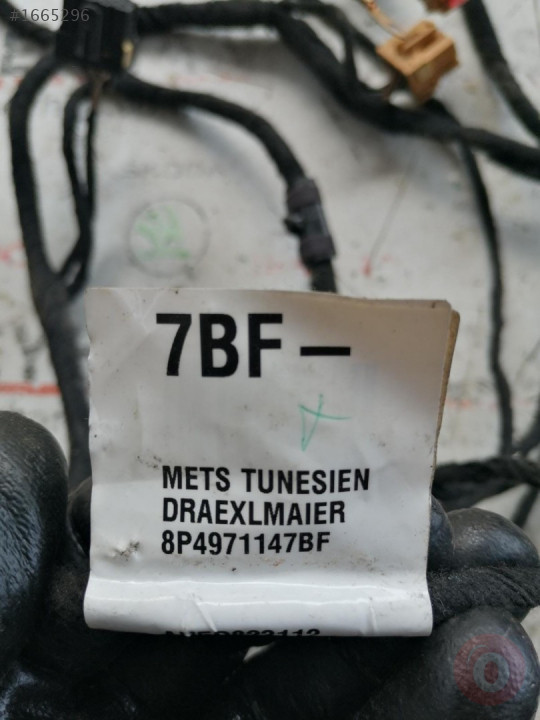 #1665296
7BF –
METS TUNESIEN
DRAEXLMAIER
8P4971147BF